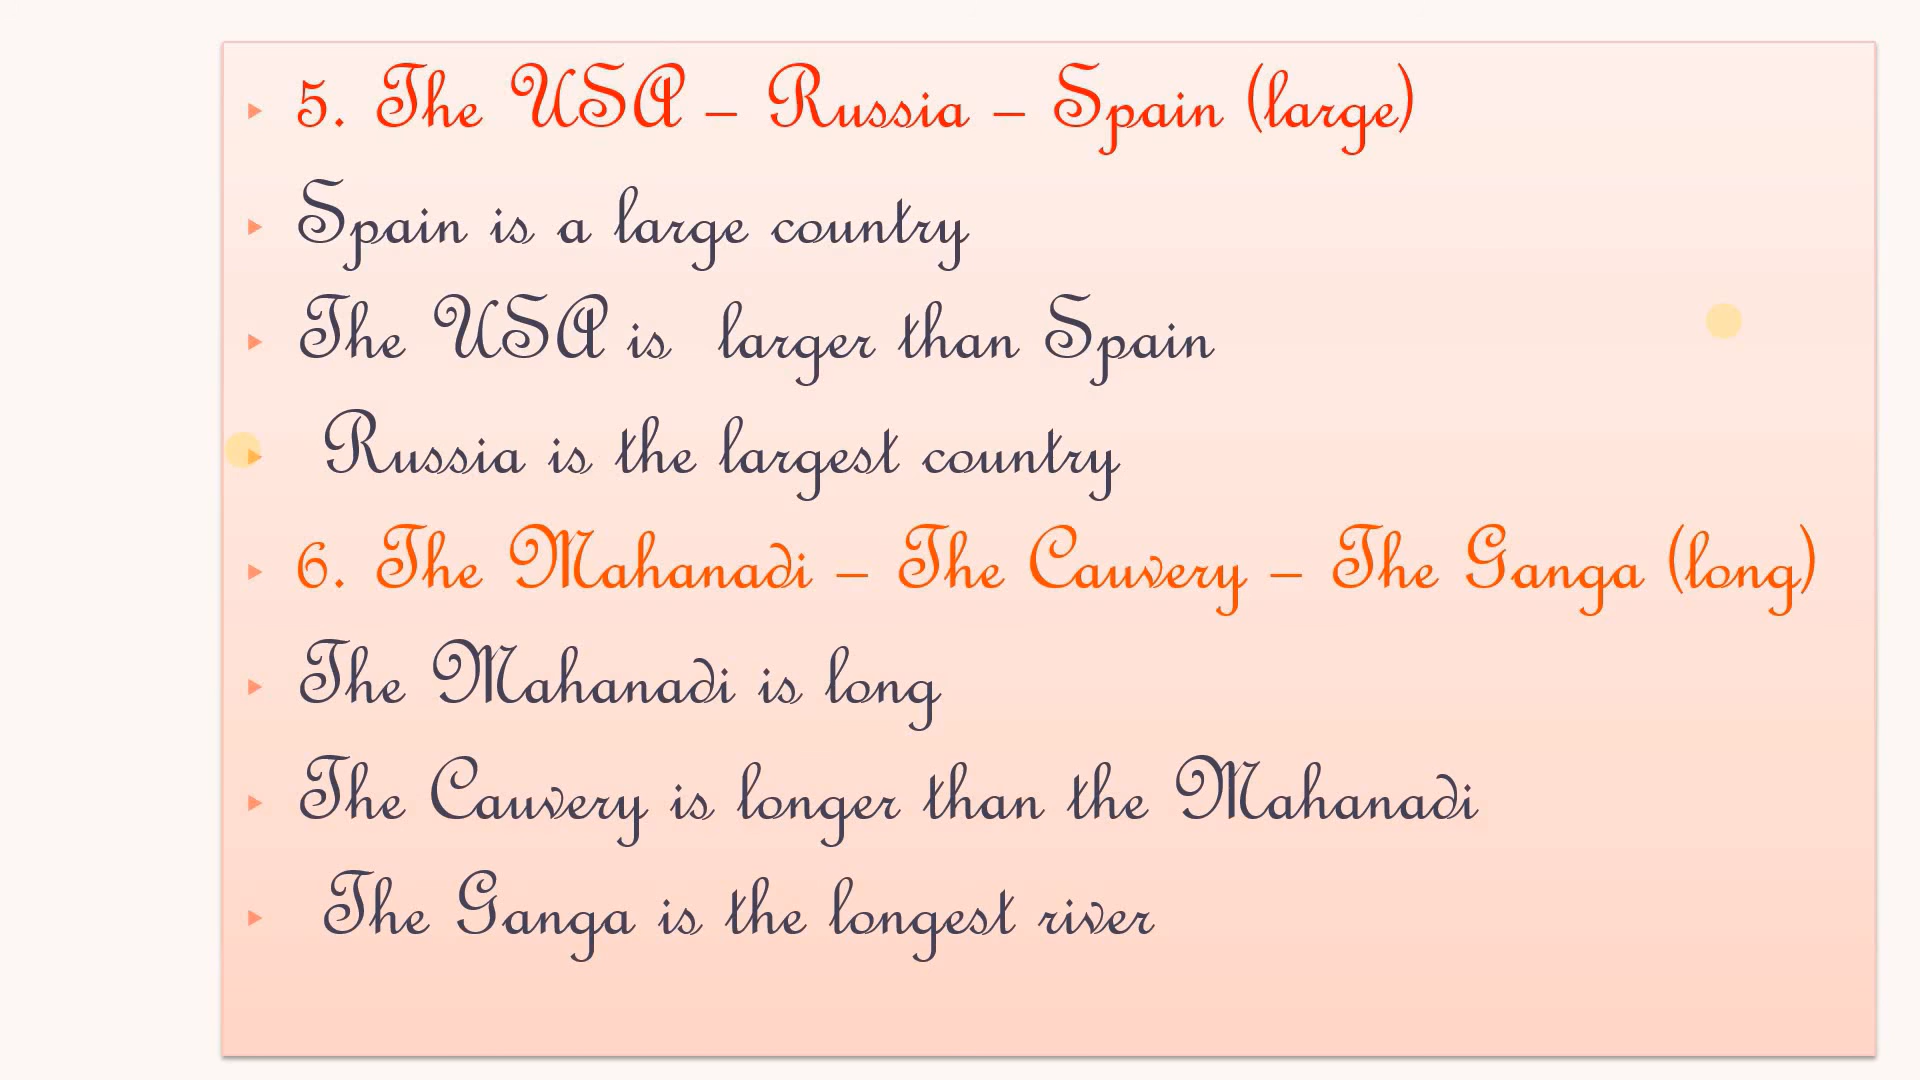 5. The USA – Russia – Spain (large)
Spain is a large country
The USA is  larger than Spain
Russia is the largest country
6. The Mahanadi – The Cauvery – The Ganga (long)
The Mahanadi is long
The Cauvery is longer than the Mahanadi
The Ganga is the longest river